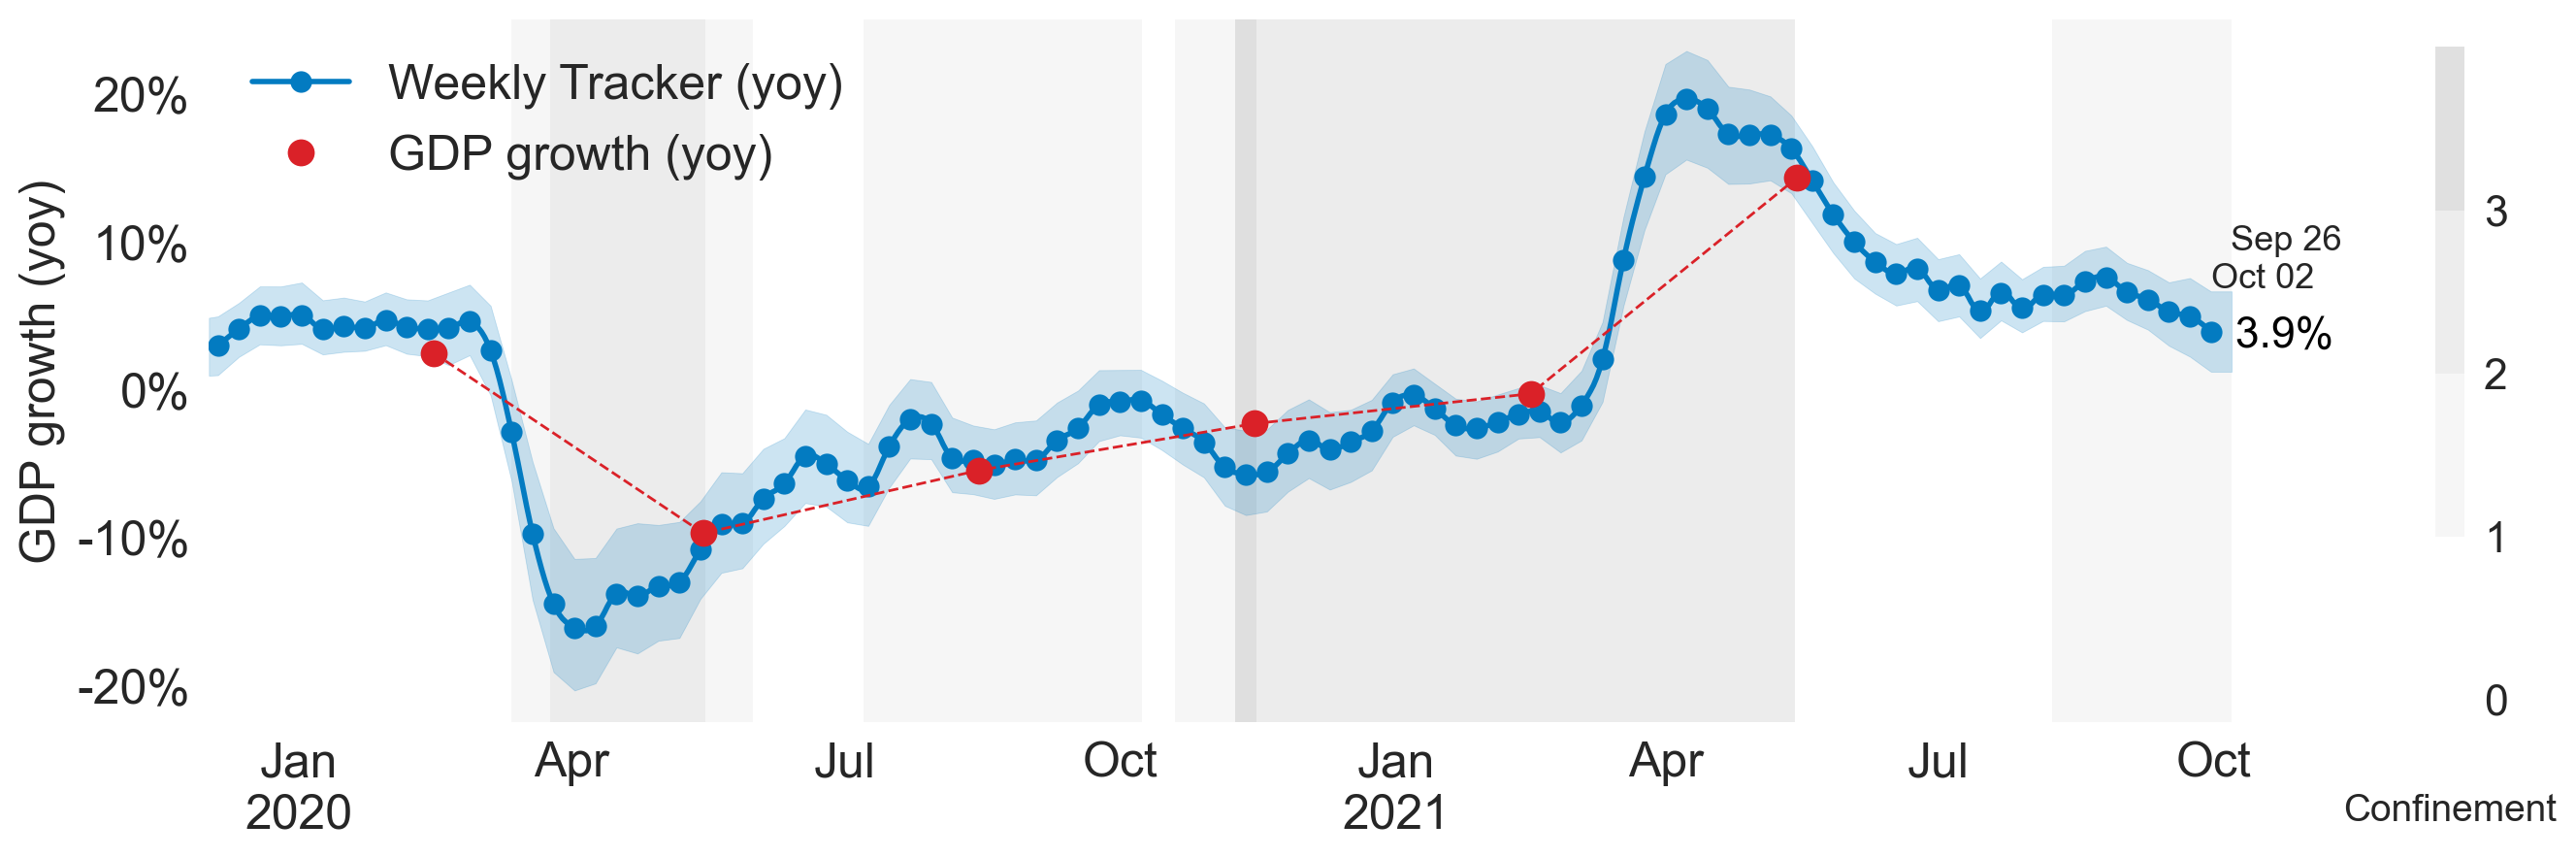 Weekly Tracker (yoy)
GDP growth (yoy)
GDP growth (yoy)
20%
10%
0%
-10%
-20%
Jan
2020
Apr
Jul
Oct
Jan
2021
Apr
Jul
Oct
Sep 26
Oct 02
3.9%
3
2
1
0
Confinement